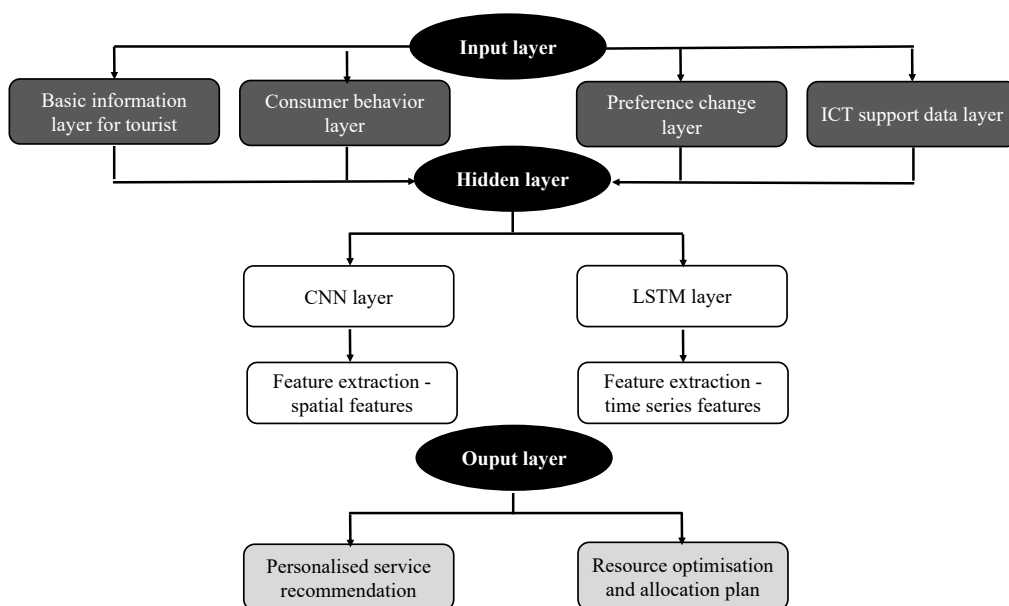 Input layer
Basic information
layer for tourist
Consumer behavior
layer
Preference change
layer
ICT support data layer
Hidden layer
CNN layer
LSTM layer
Feature extraction -
spatial features
Feature extraction -
time series features
Ouput layer
Personalised service
recommendation
Resource optimisation
and allocation plan